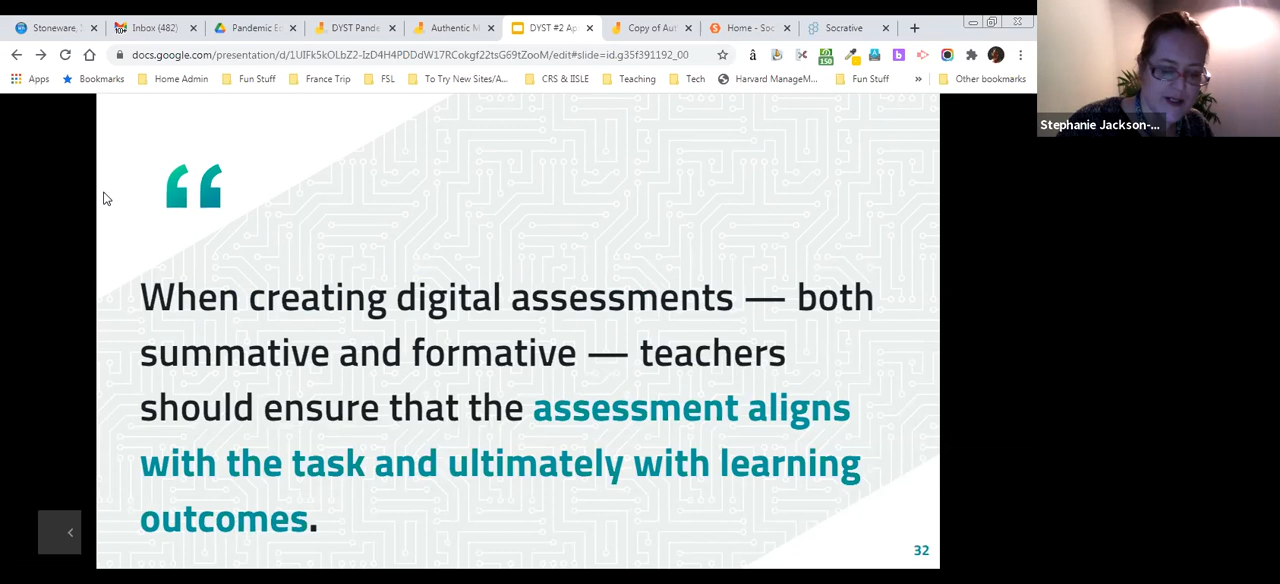 Stoneware,
Inbox (482)
Pandemic E
DYST Pande
Authentic M
DYST #2 Ap
Copy of Aut
Home - Soc
Socrative
docs.google.com/presentation/d/1UIFk5kOLbZ2-IzD4H4PDDdW17RCokgf22tsG69tZooM/edit#slide=id.g35f391192_00
150
Apps
Bookmarks
Home Admin
Fun Stuff
France Trip
FSL
To Try New Sites/A...
CRS & IISLE
Teaching
Tech
Harvard ManageM...
Fun Stuff
»
Other bookmarks
Stephanie Jackson-...
“
When creating digital assessments — both
summative and formative — teachers
should ensure that the assessment aligns
with the task and ultimately with learning
outcomes.
32